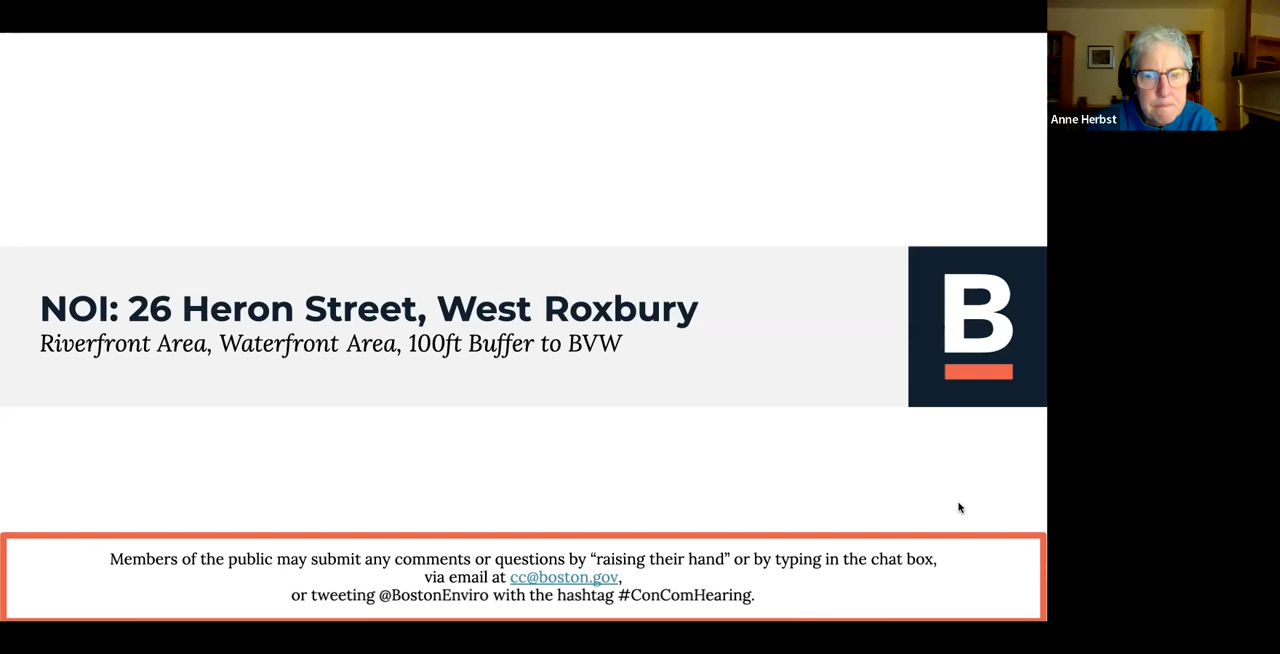 NOI: 26 Heron Street, West Roxbury
Riverfront Area, Waterfront Area, 100ft Buffer to BVW
B
Anne Herbst
Members of the public may submit any comments or questions by “raising their hand” or by typing in the chat box,
via email at cc@boston.gov,
or tweeting @BostonEnviro with the hashtag #ConComHearing.